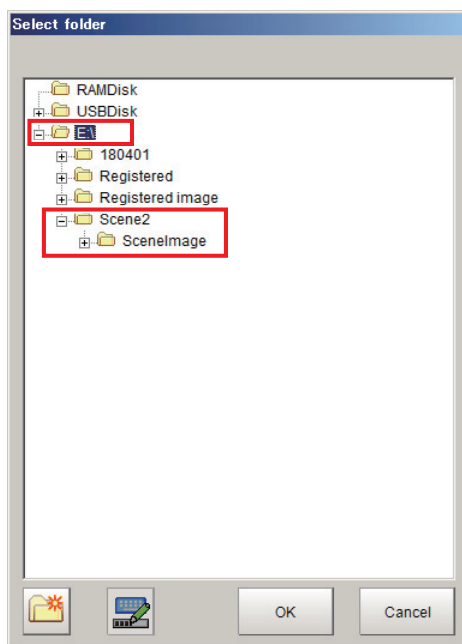 Select folder
RAMDisk
USBDisk
E:\
180401
Registered
Registered image
Scene2
SceneImage
OK
Cancel